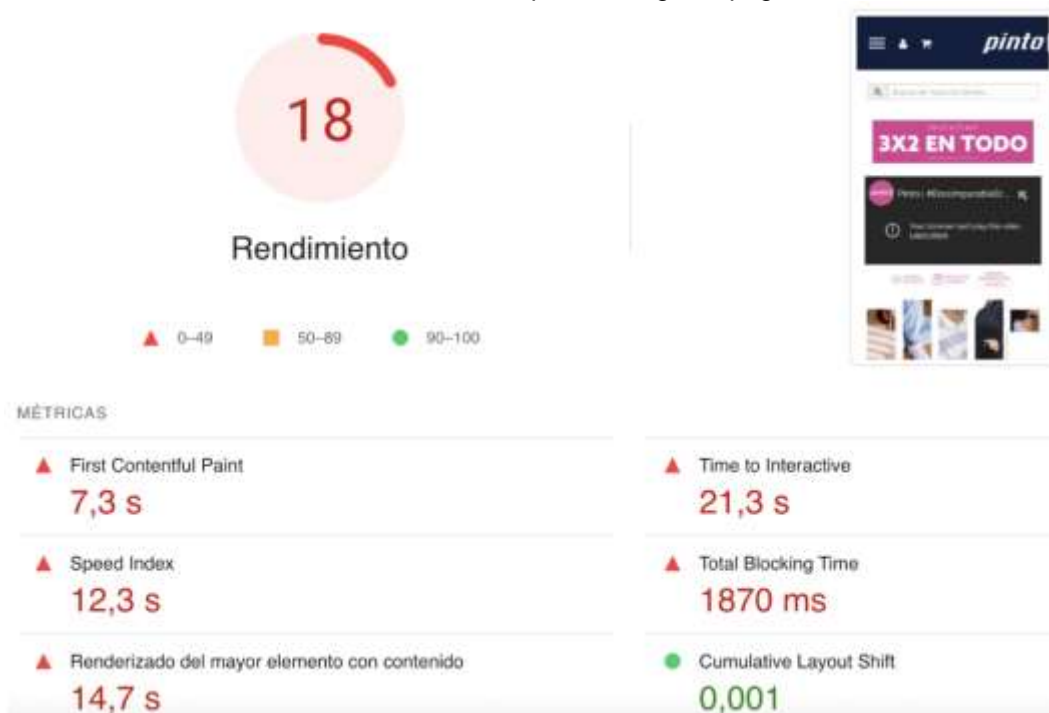 18
Rendimiento
0–49
50–89
90–100
pinto
3X2 EN TODO
MÉTRICAS
First Contentful Paint
7,3 s
Time to Interactive
21,3 s
Speed Index
12,3 s
Total Blocking Time
1870 ms
Renderizado del mayor elemento con contenido
14,7 s
Cumulative Layout Shift
0,001